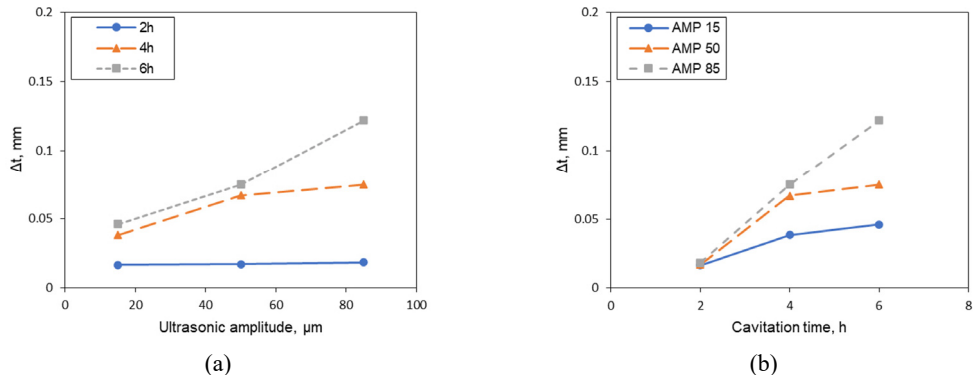 0.2
0.15
0.1
0.05
0
0 20 40 60 80 100
Δt, mm
Ultrasonic amplitude, µm
2h
4h
6h
(a)
0.2
0.15
0.1
0.05
0
0 2 4 6 8
Δt, mm
Cavitation time, h
AMP 15
AMP 50
AMP 85
(b)